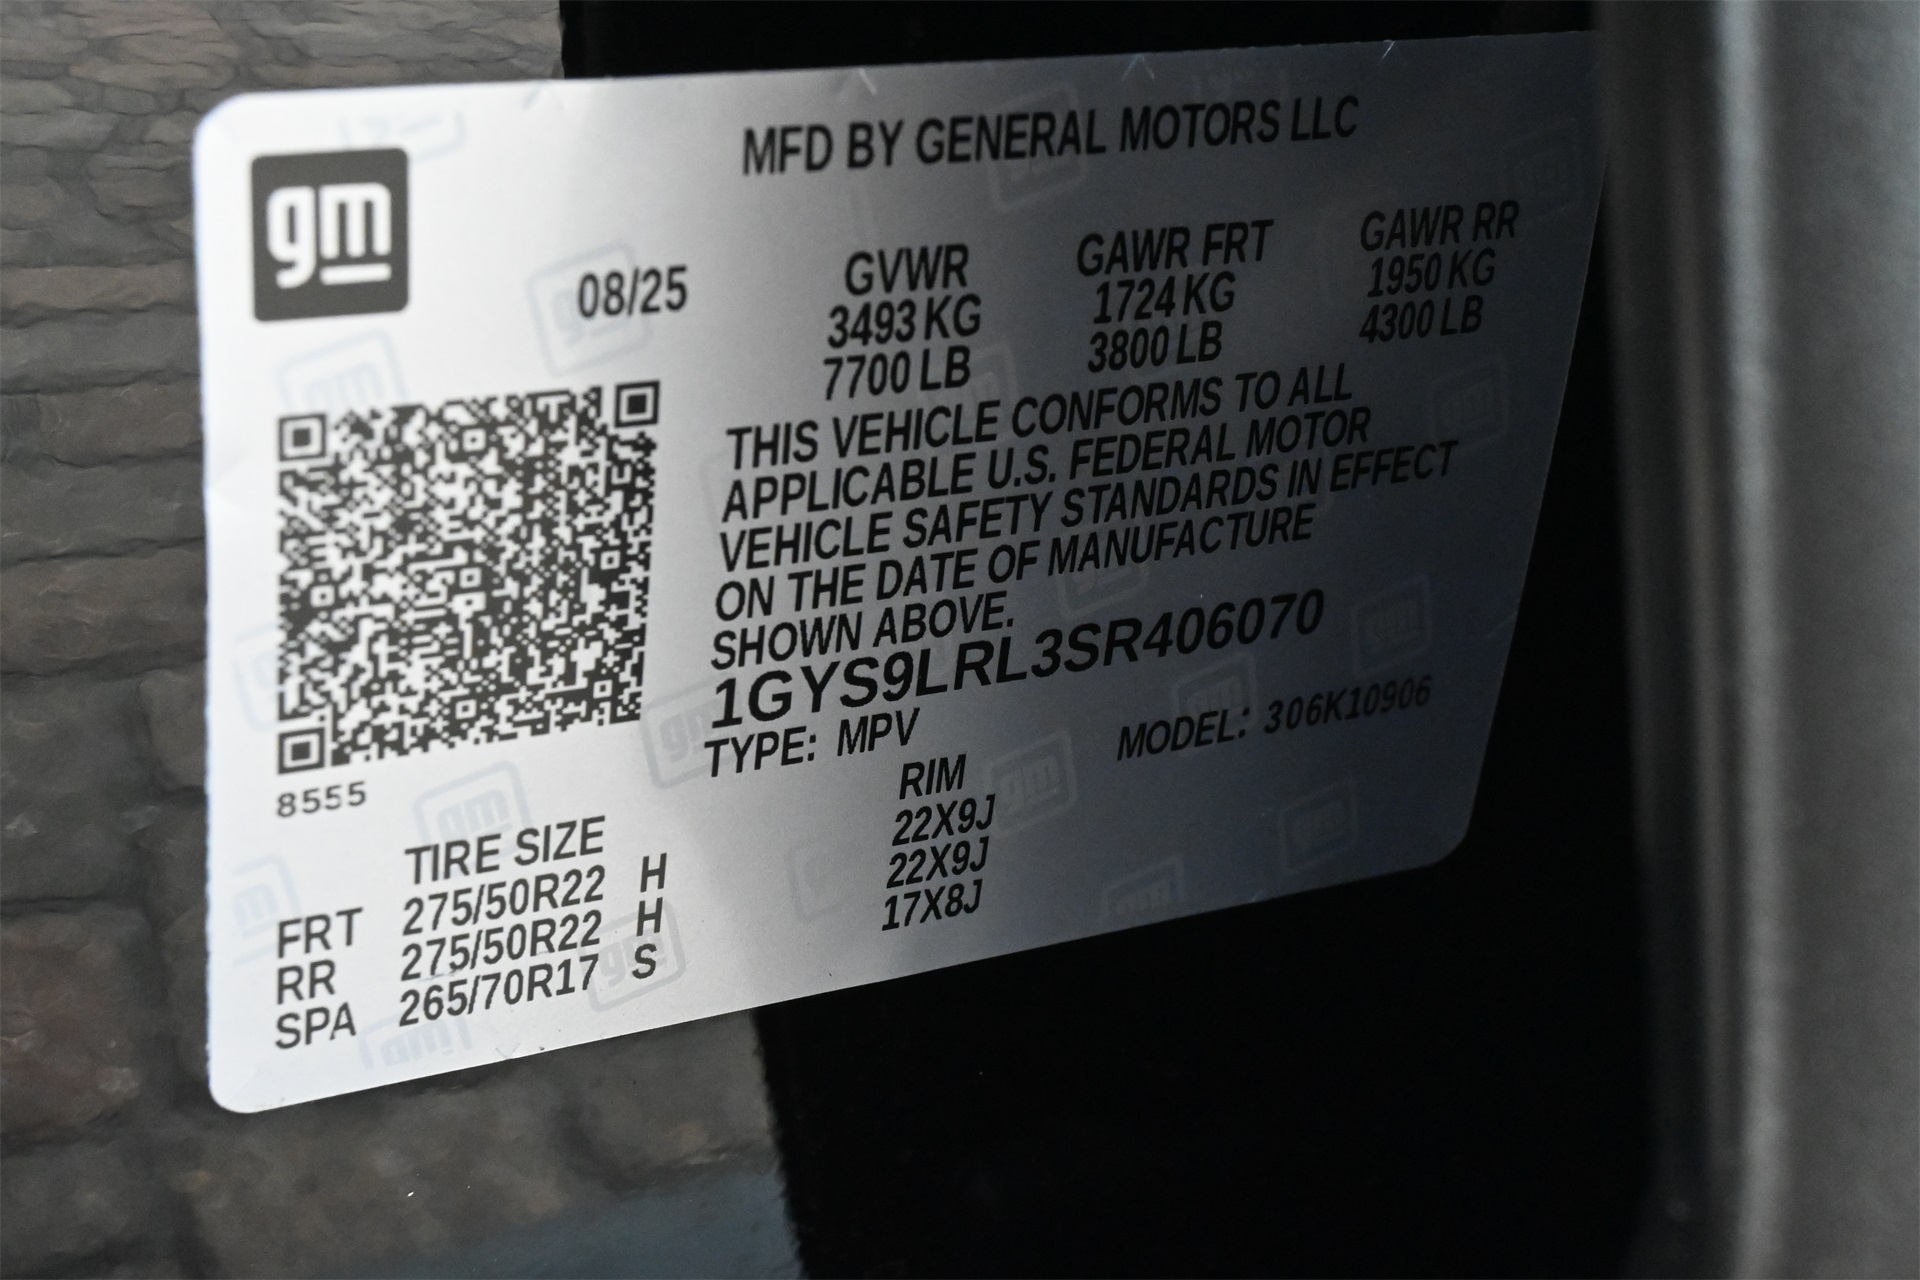 gm
MFD BY GENERAL MOTORS LLC
08/25
GVWR GAWR FRT GAWR RR
3493 KG 1724 KG 1950 KG
7700 LB 3800 LB 4300 LB
THIS VEHICLE CONFORMS TO ALL
APPLICABLE U.S. FEDERAL MOTOR
VEHICLE SAFETY STANDARDS IN EFFECT
ON THE DATE OF MANUFACTURE
SHOWN ABOVE.
1GYS9LRL3SR406070
TYPE: MPV MODEL: 306K10906
8555
TIRE SIZE RIM
FRT 275/50R22 H 22X9J
RR 275/50R22 H 22X9J
SPA 265/70R17 S 17X8J